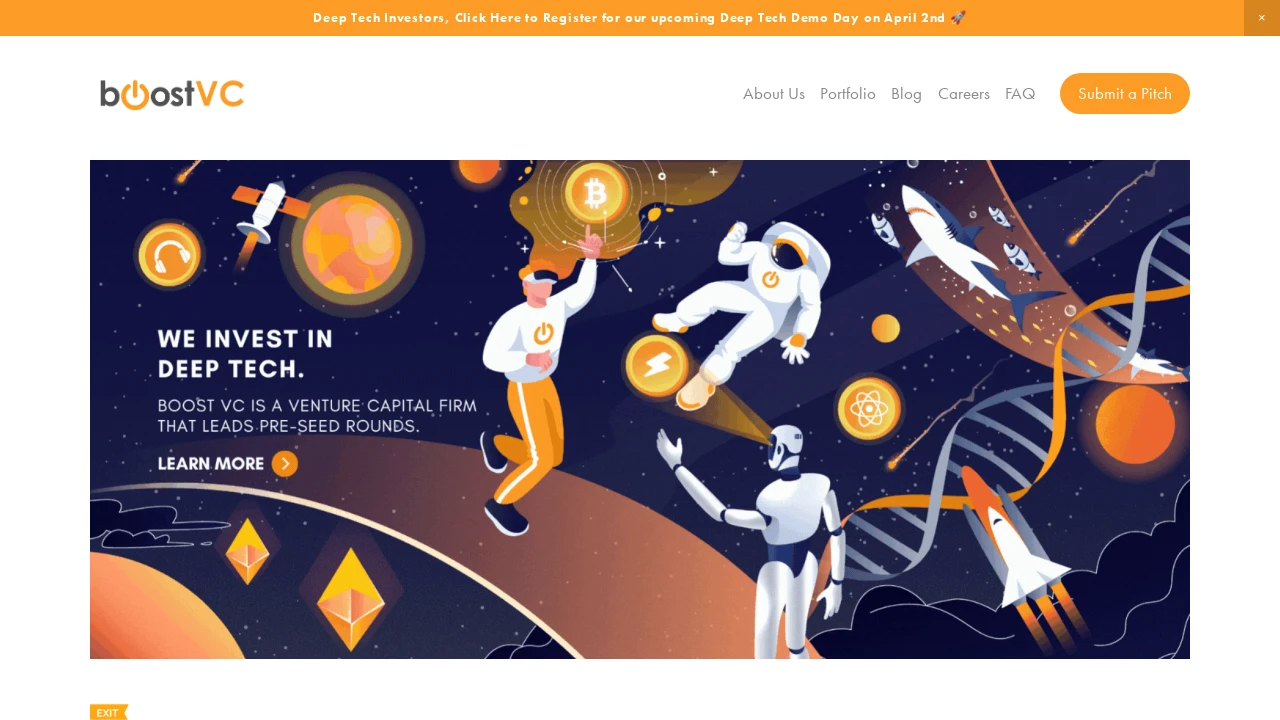 Deep Tech Investors, Click Here to Register for our upcoming Deep Tech Demo Day on April 2nd 🚀
×
boostVC
About Us Portfolio Blog Careers FAQ Submit a Pitch
WE INVEST IN
DEEP TECH.
BOOST VC IS A VENTURE CAPITAL FIRM
THAT LEADS PRE-SEED ROUNDS.
LEARN MORE
EXIT